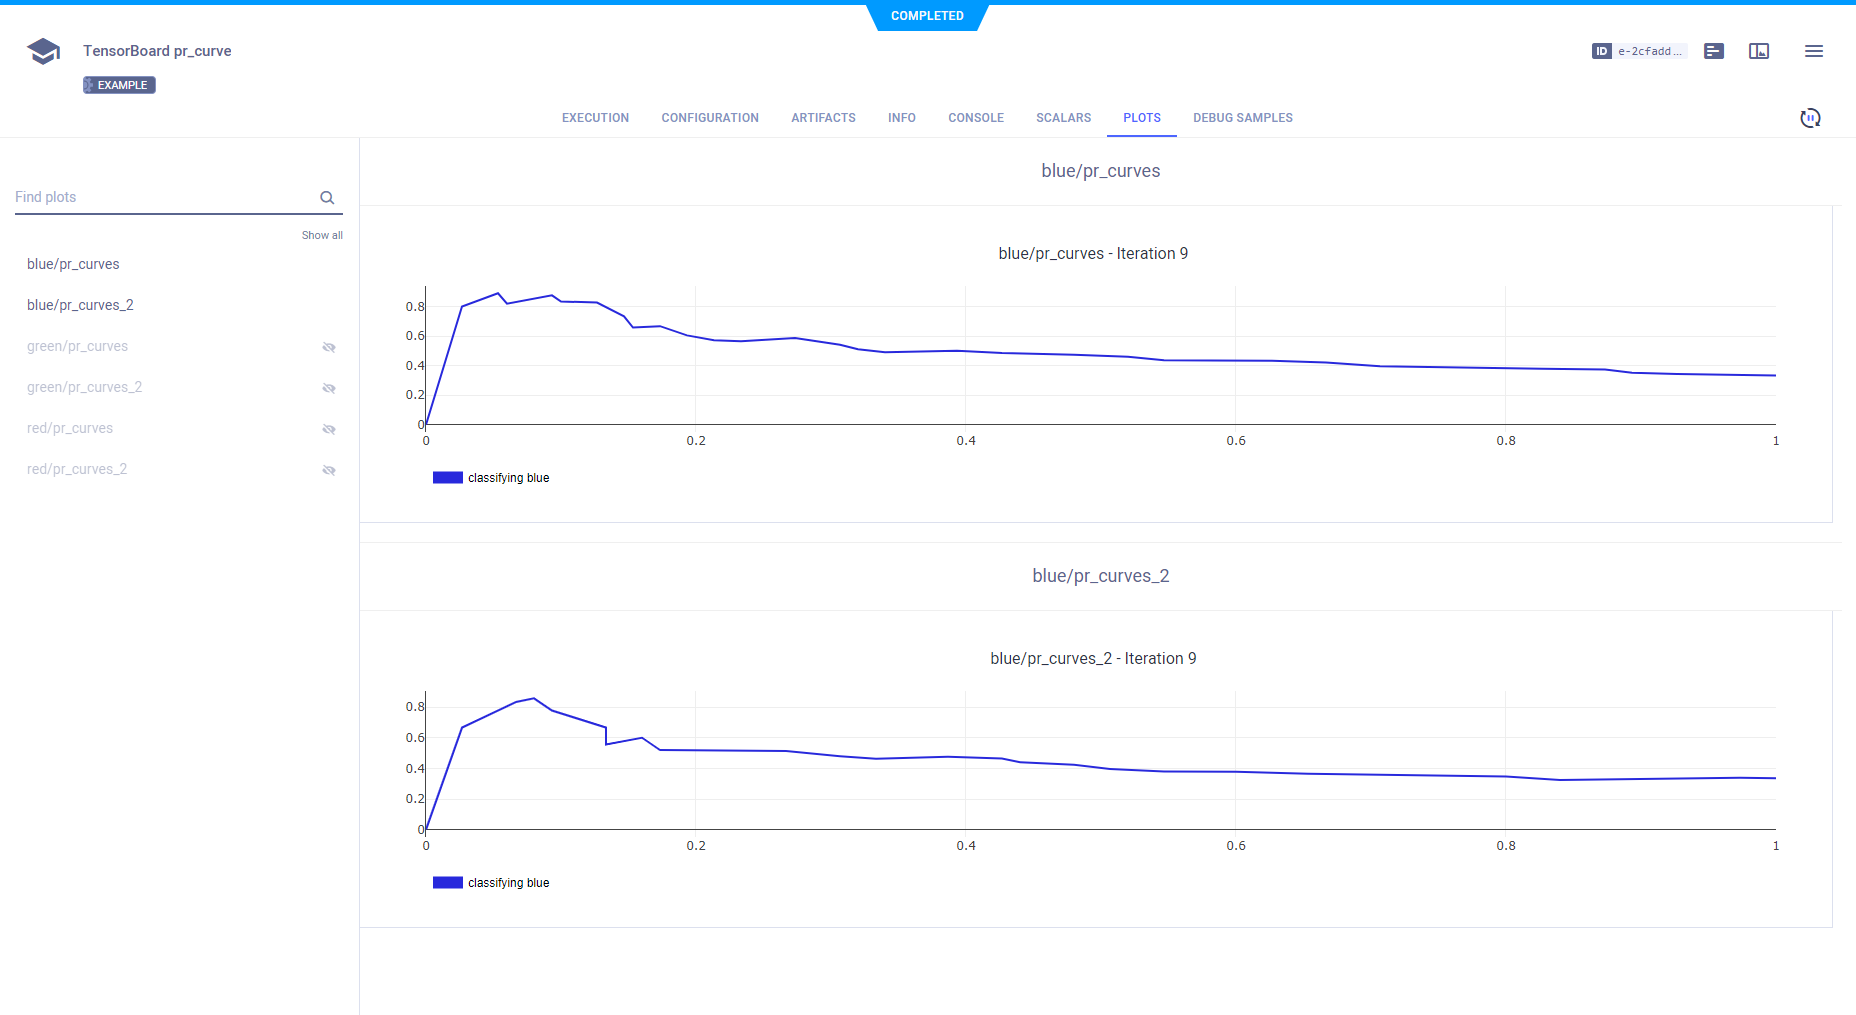 COMPLETED
TensorBoard pr_curve
EXAMPLE
ID e-2cfadd...
EXECUTION CONFIGURATION ARTIFACTS INFO CONSOLE SCALARS PLOTS DEBUG SAMPLES
Find plots
Show all
blue/pr_curves
blue/pr_curves_2
green/pr_curves
green/pr_curves_2
red/pr_curves
red/pr_curves_2
blue/pr_curves
blue/pr_curves - Iteration 9
0.8
0.6
0.4
0.2
0
0 0.2 0.4 0.6 0.8 1
classifying blue
blue/pr_curves_2
blue/pr_curves_2 - Iteration 9
0.8
0.6
0.4
0.2
0
0 0.2 0.4 0.6 0.8 1
classifying blue